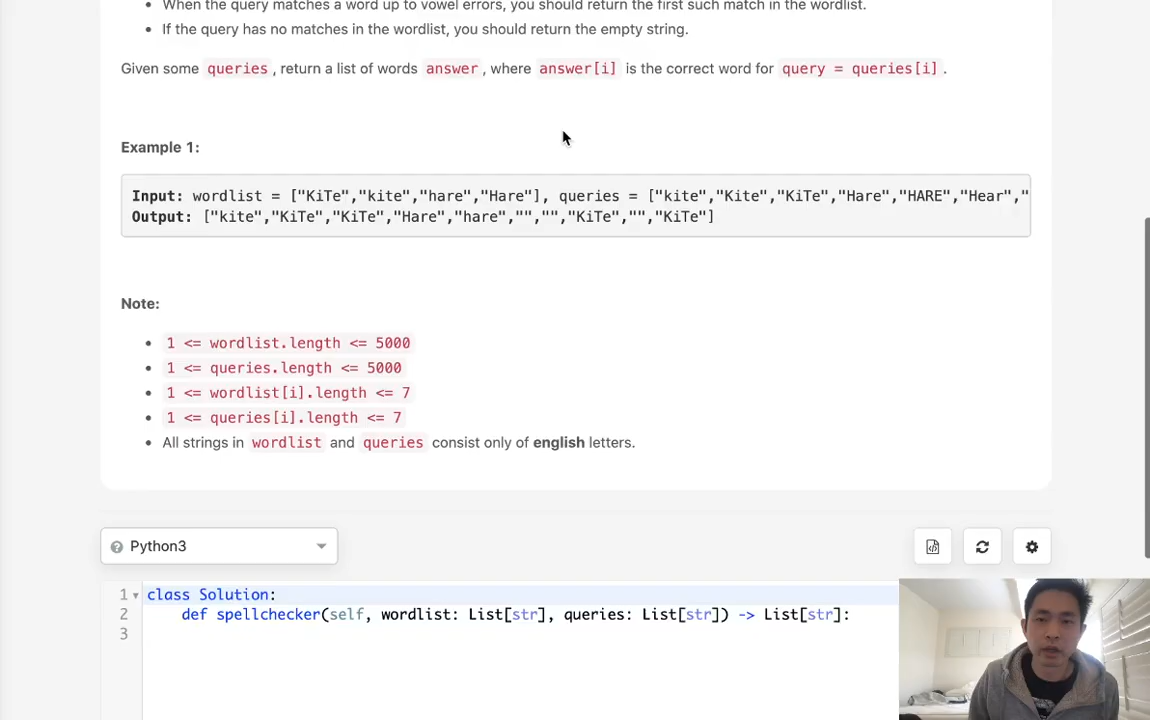 When the query matches a word up to vowel errors, you should return the first such match in the wordlist.
If the query has no matches in the wordlist, you should return the empty string.
Given some queries , return a list of words answer , where answer[i] is the correct word for query = queries[i] .
Example 1:
Input: wordlist = ["KiTe","kite","hare","Hare"], queries = ["kite","Kite","KiTe","Hare","HARE","Hear","
Output: ["kite","KiTe","KiTe","Hare","hare","","","KiTe","","KiTe"]
Note:
1 <= wordlist.length <= 5000
1 <= queries.length <= 5000
1 <= wordlist[i].length <= 7
1 <= queries[i].length <= 7
All strings in wordlist and queries consist only of english letters.
? Python3
1 class Solution:
2 def spellchecker(self, wordlist: List[str], queries: List[str]) -> List[str]:
3